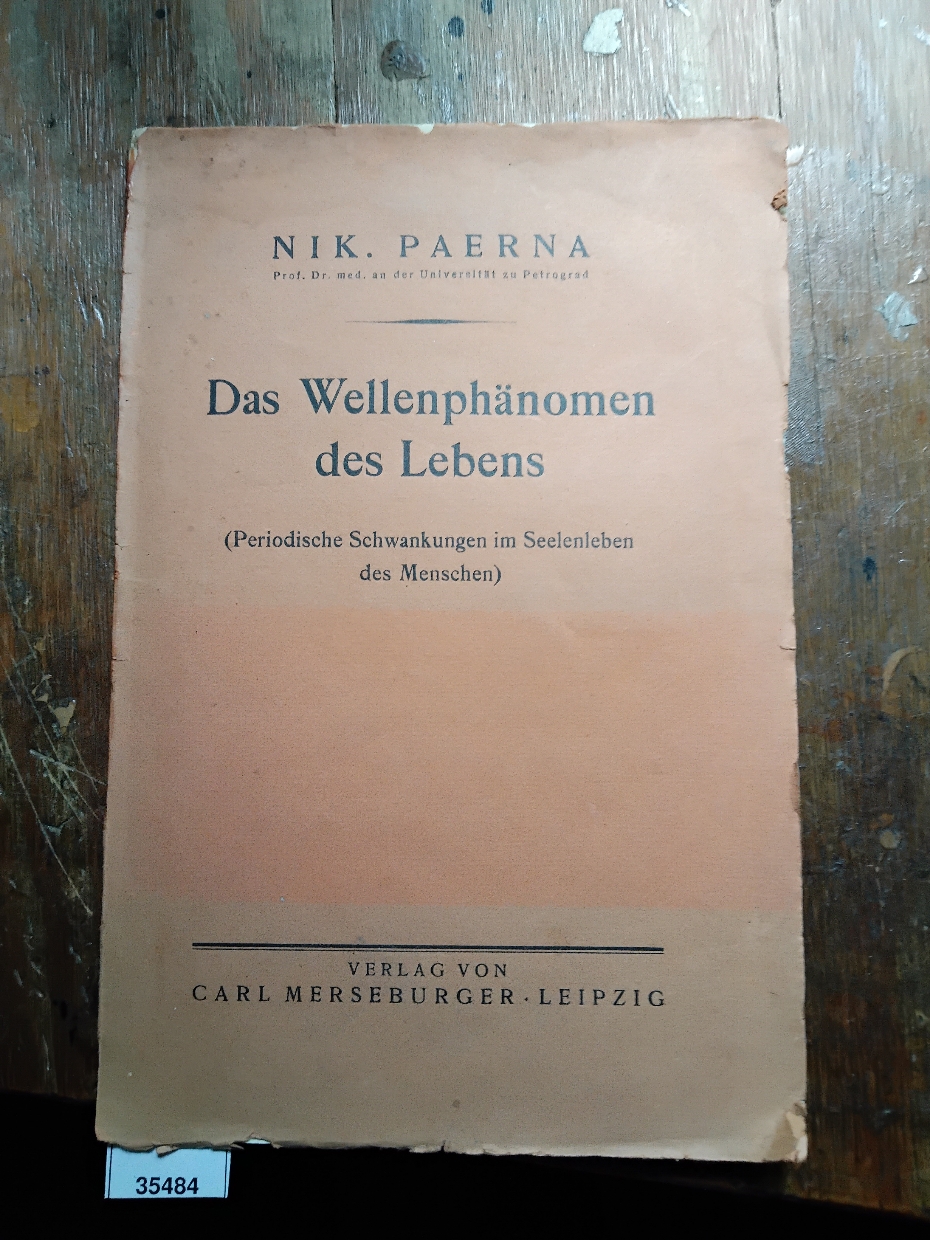 NIK. PAERNA
Prof. Dr. med. an der Universität zu Petrograd
Das Wellenphänomen
des Lebens
(Periodische Schwankungen im Seelenleben
des Menschen)
VERLAG VON
CARL MERSEBURGER · LEIPZIG
35484